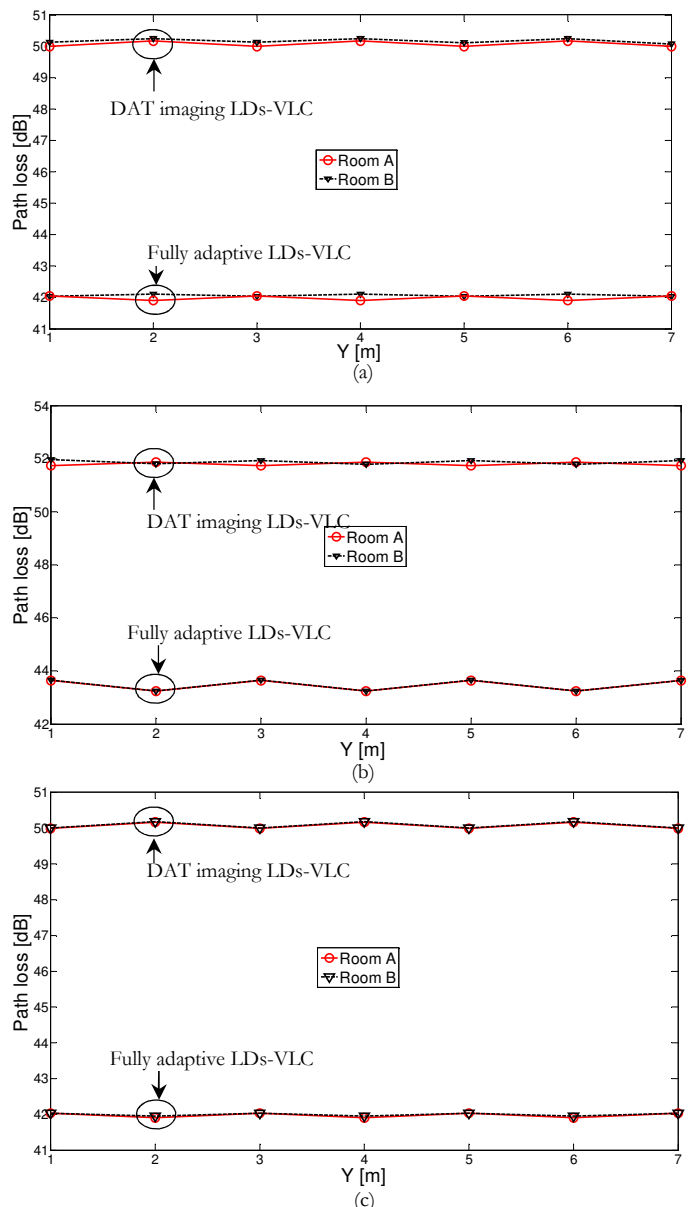 51
50
49
48
47
46
45
44
43
42
41
Path loss [dB]
DAT imaging LDs-VLC
Room A
Room B
Fully adaptive LDs-VLC
1 2 3 4 5 6 7
Y [m]
(a)
54
52
50
48
46
44
42
Path loss [dB]
DAT imaging LDs-VLC
Room A
Room B
Fully adaptive LDs-VLC
1 2 3 4 5 6 7
Y [m]
(b)
51
50
49
48
47
46
45
44
43
42
41
Path loss [dB]
DAT imaging LDs-VLC
Room A
Room B
Fully adaptive LDs-VLC
1 2 3 4 5 6 7
Y [m]
(c)